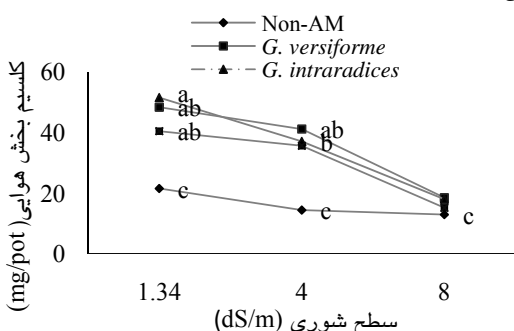 Non-AM
G. versiforme
G. intraradices
کلسیم بخش هوایی
(mg/pot)
60
40
20
0
a
ab
ab
c
ab
b
c
c
1.34
4
8
سطح شوری (dS/m)